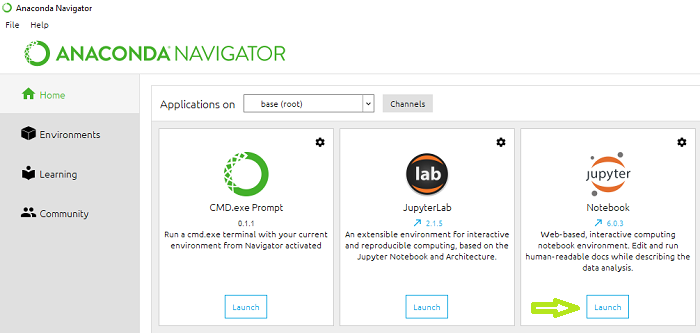 Anaconda Navigator
File Help
ANACONDA NAVIGATOR
Home
Environments
Learning
Community
Applications on base (root) Channels
CMD.exe Prompt
0.1.1
Run a cmd.exe terminal with your current
environment from Navigator activated
Launch
lab
JupyterLab
2.1.5
An extensible environment for interactive
and reproducible computing, based on the
Jupyter Notebook and Architecture.
Launch
jupyter
Notebook
6.0.3
Web-based, interactive computing
notebook environment. Edit and run
human-readable docs while describing the
data analysis.
Launch